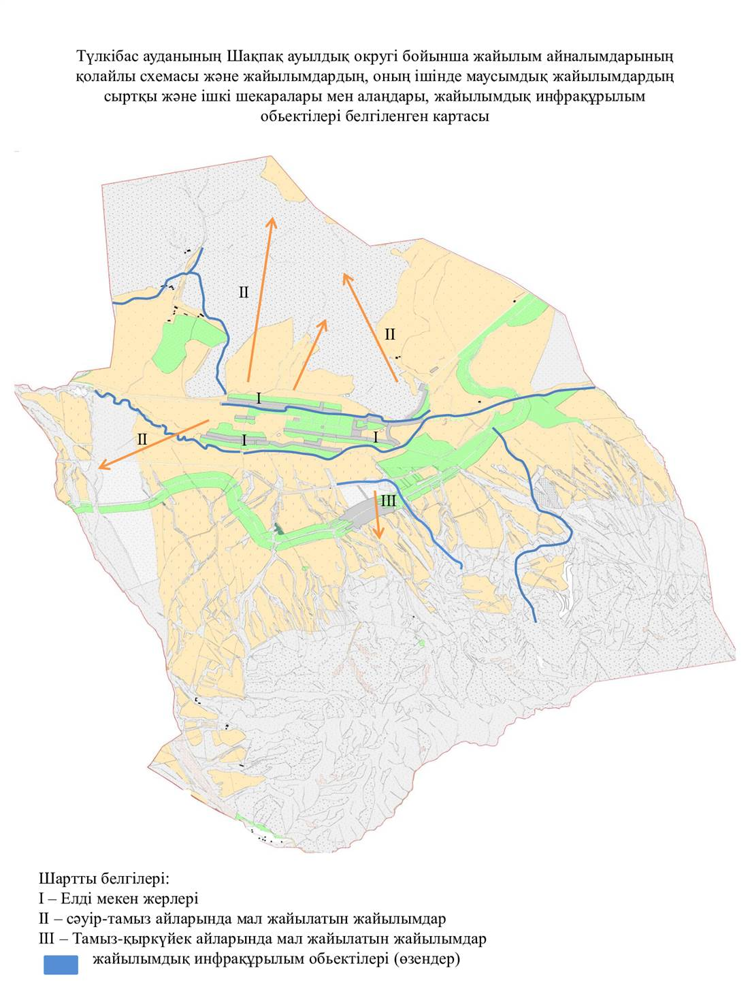 Түлкібас ауданының Шақпақ ауылдық округі бойынша жайылым айналымдарының
қолайлы схемасы және жайылымдардың, оның ішінде маусымдық жайылымдардың
сыртқы және ішкі шекаралары мен алаңдары, жайылымдық инфрақұрылым
обьектілері белгіленген картасы
II
II
I
II
I
I
III
Шартты белгілері:
I – Елді мекен жерлері
II – сәуір-тамыз айларында мал жайылатын жайылымдар
III – Тамыз-қыркүйек айларында мал жайылатын жайылымдар
жайылымдық инфрақұрылым обьектілері (өзендер)